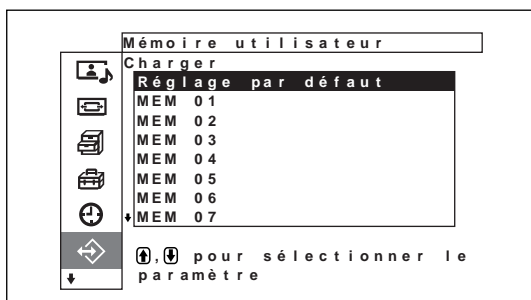 Mémoire utilisateur
Charger
Réglage par défaut
MEM 01
MEM 02
MEM 03
MEM 04
MEM 05
MEM 06
MEM 07
, pour sélectionner le
paramètre